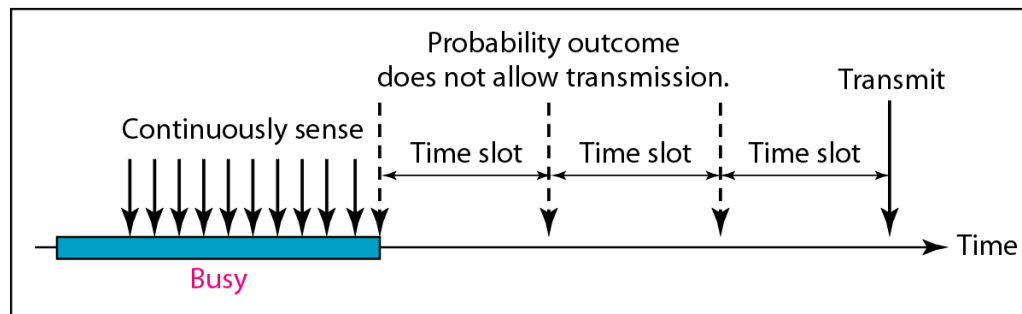 Probability outcome
does not allow transmission.
Transmit
Continuously sense
Time slot
Time slot
Time slot
Time
Busy